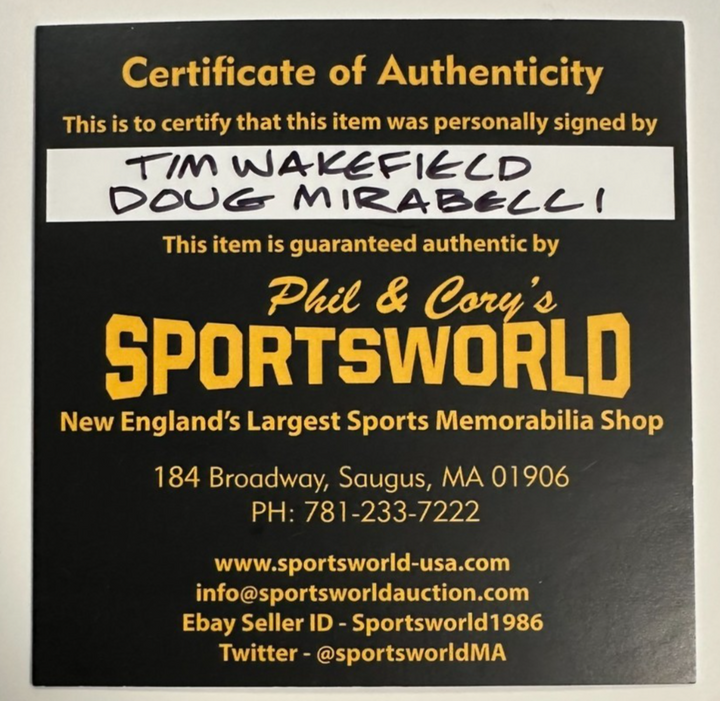 Certificate of Authenticity
This is to certify that this item was personally signed by
TIM WAKEFIELD
DOUG MIRABELLI
This item is guaranteed authentic by
Phil & Cory's
SPORTSWORLD
New England's Largest Sports Memorabilia Shop
184 Broadway, Saugus, MA 01906
PH: 781-233-7222
www.sportsworld-usa.com
info@sportsworldauction.com
Ebay Seller ID - Sportsworld1986
Twitter - @sportsworldMA